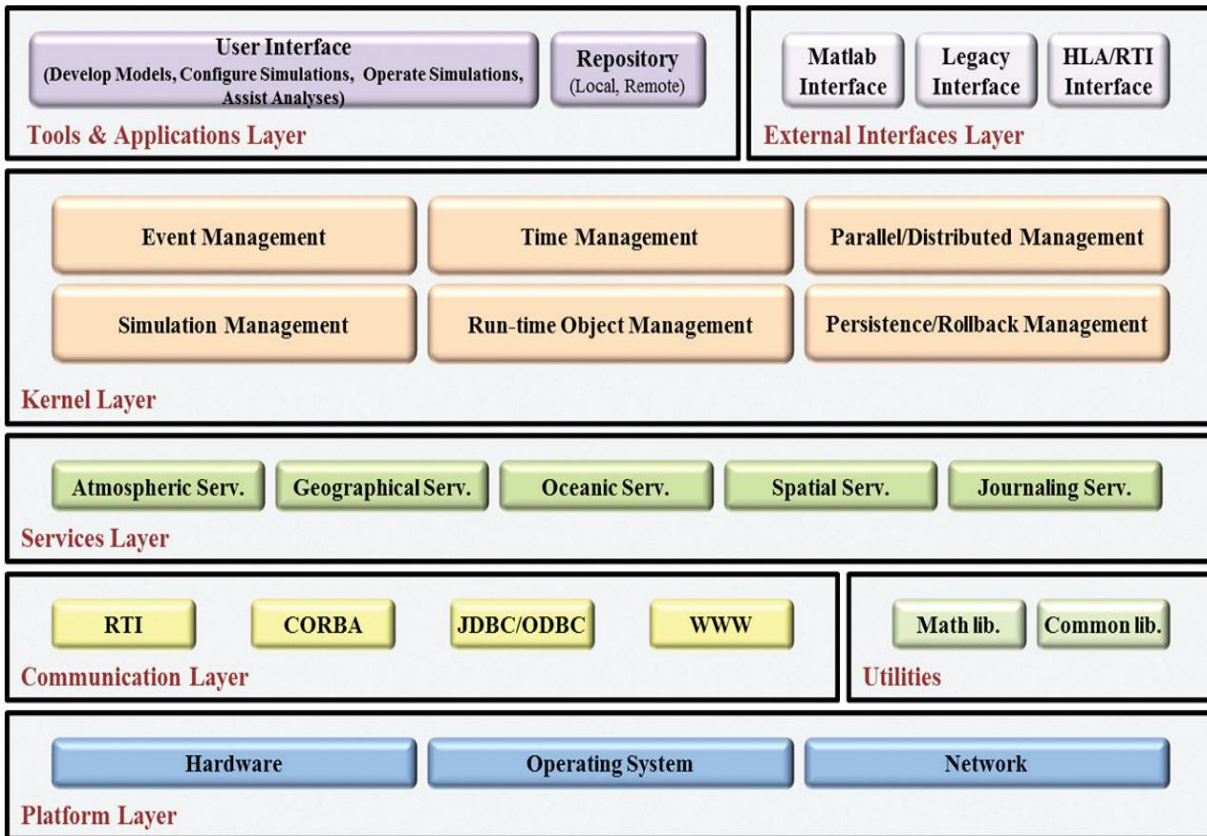 User Interface
(Develop Models, Configure Simulations, Operate Simulations,
Assist Analyses)
Repository
(Local, Remote)
Tools & Applications Layer
Matlab
Interface
Legacy
Interface
HLA/RTI
Interface
External Interfaces Layer
Event Management
Time Management
Parallel/Distributed Management
Simulation Management
Run-time Object Management
Persistence/Rollback Management
Kernel Layer
Atmospheric Serv.
Geographical Serv.
Oceanic Serv.
Spatial Serv.
Journaling Serv.
Services Layer
RTI
CORBA
JDBC/ODBC
WWW
Communication Layer
Math lib.
Common lib.
Utilities
Hardware
Operating System
Network
Platform Layer